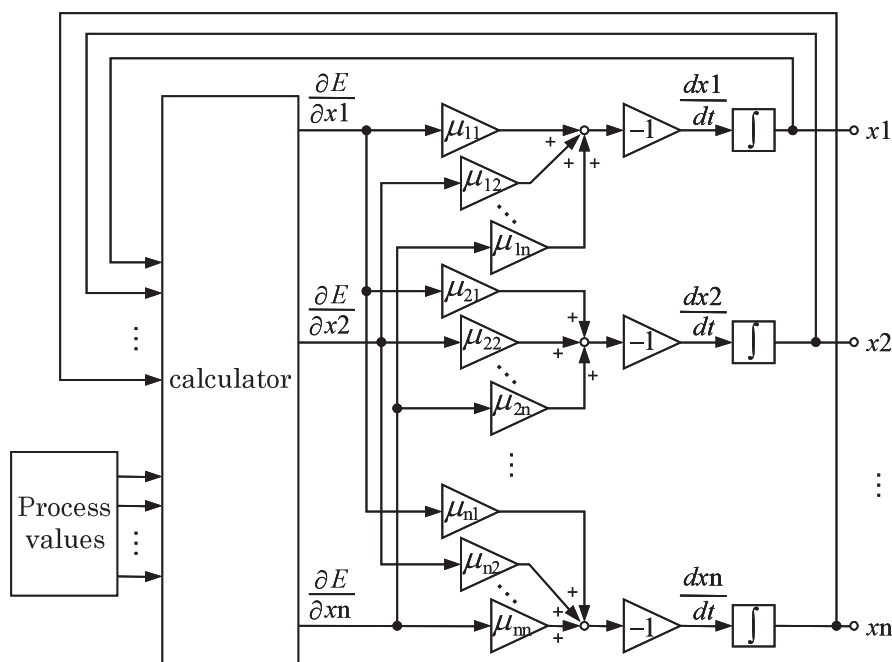 ∂E
∂x1
μ11
+
+
+
−1
dx1
dt
∫
x1
μ12
⋱
μ1n
∂E
∂x2
μ21
μ22
+
+
+
−1
dx2
dt
∫
x2
⋱
μ2n
⋮
calculator
Process
values
⋮
⋮
⋮
μn1
μn2
⋱
∂E
∂xn
μnn
+
+
+
−1
dxn
dt
∫
xn